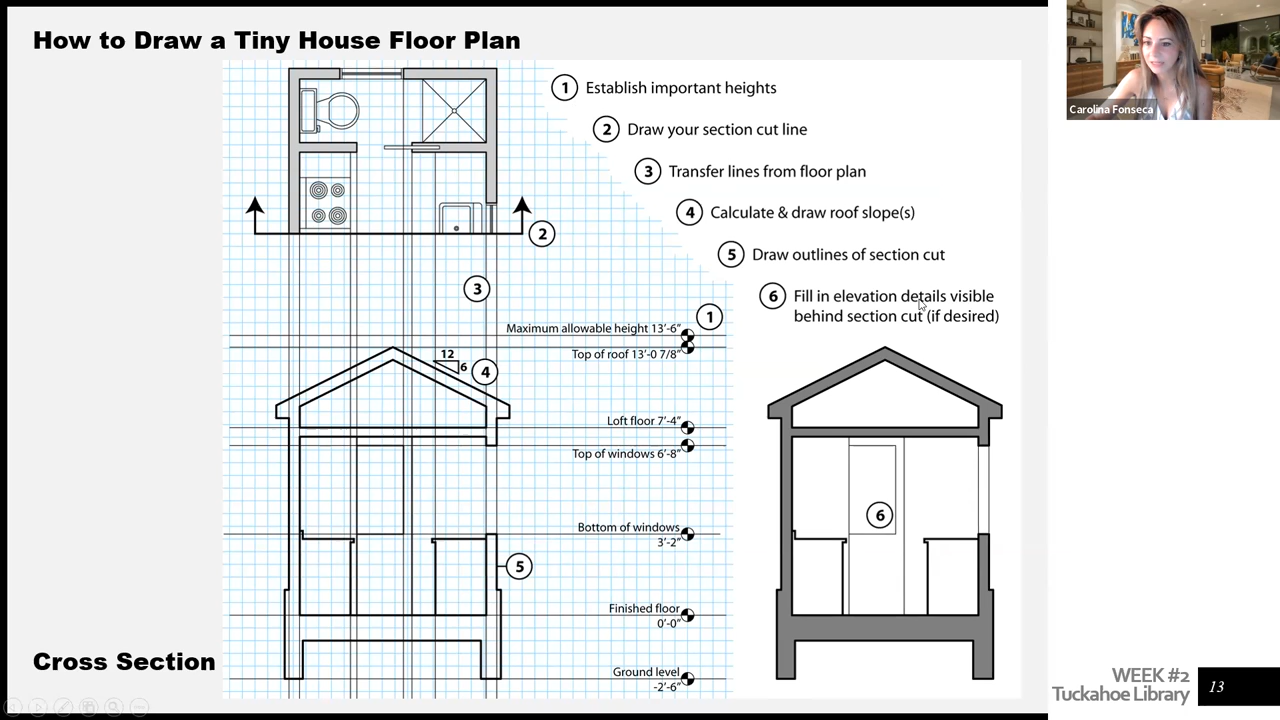 How to Draw a Tiny House Floor Plan
1 Establish important heights
2 Draw your section cut line
3 Transfer lines from floor plan
4 Calculate & draw roof slope(s)
5 Draw outlines of section cut
6 Fill in elevation details visible
behind section cut (if desired)
2
3
1
Maximum allowable height 13'-6"
Top of roof 13'-0 7/8"
12
6
4
Loft floor 7'-4"
Top of windows 6'-8"
Bottom of windows
3'-2"
5
Finished floor
0'-0"
Ground level
-2'-6"
6
Cross Section
Carolina Fonseca
WEEK #2
Tuckahoe Library
13